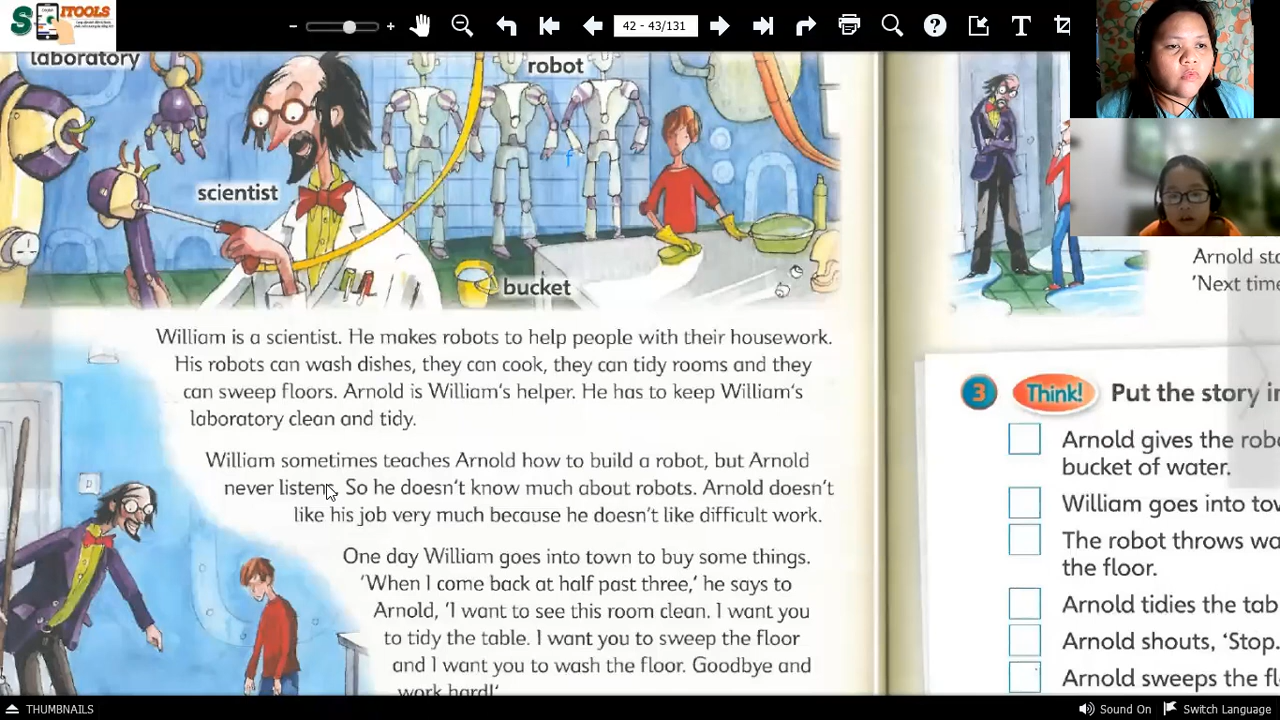 S ITOOLS
42 - 43/131
laboratory
robot
scientist
f
bucket
William is a scientist. He makes robots to help people with their housework.
His robots can wash dishes, they can cook, they can tidy rooms and they
can sweep floors. Arnold is William's helper. He has to keep William's
laboratory clean and tidy.
William sometimes teaches Arnold how to build a robot, but Arnold
never listens. So he doesn't know much about robots. Arnold doesn't
like his job very much because he doesn't like difficult work.
One day William goes into town to buy some things.
'When I come back at half past three,' he says to
Arnold, 'I want to see this room clean. I want you
to tidy the table. I want you to sweep the floor
and I want you to wash the floor. Goodbye and
work hard!'
Arnold sto
'Next time
3 Think! Put the story in
Arnold gives the robo
bucket of water.
William goes into tow
The robot throws wa
the floor.
Arnold tidies the tab
Arnold shouts, 'Stop.
Arnold sweeps the fl
THUMBNAILS
Sound On
Switch Language